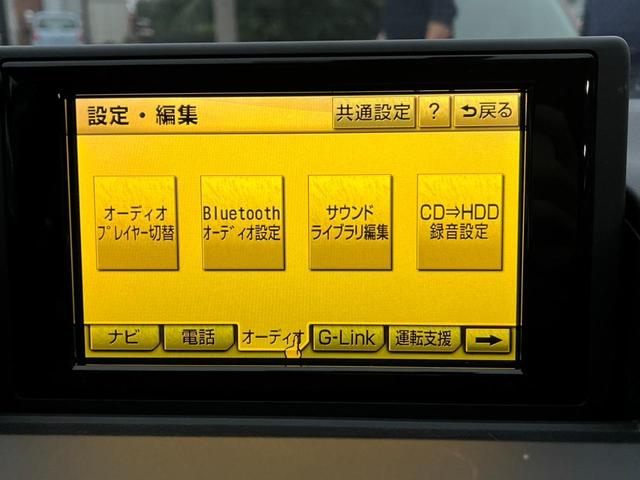 設定・編集
共通設定
?
戻る
オーディオ
プレイヤー切替
Bluetooth
オーディオ設定
サウンド
ライブラリ編集
CD⇒HDD
録音設定
ナビ
電話
オーディオ
G-Link
運転支援